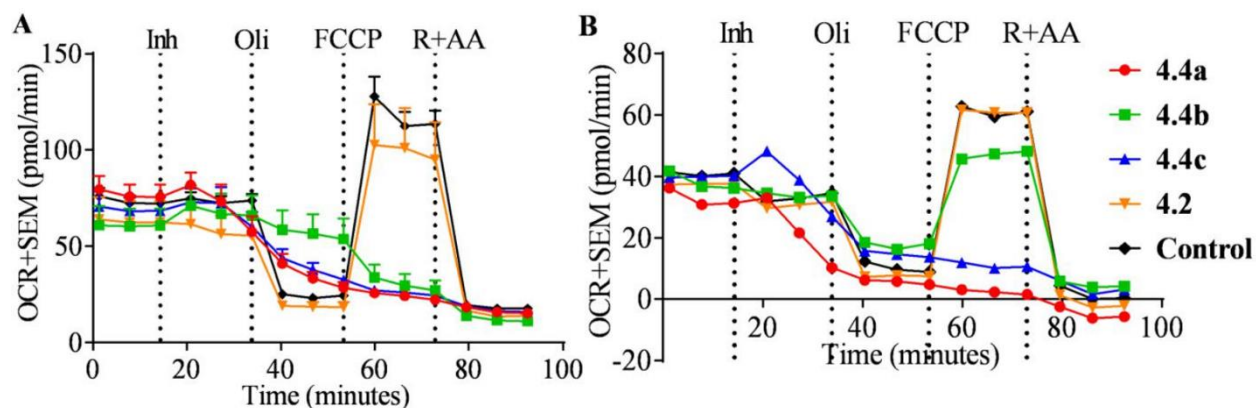 A
Inh Oli FCCP R+AA
OCR+SEM (pmol/min)
150
100
50
0
0 20 40 60 80 100
Time (minutes)
B
Inh Oli FCCP R+AA
OCR+SEM (pmol/min)
80
60
40
20
0
-20
20 40 60 80 100
Time (minutes)
4.4a
4.4b
4.4c
4.2
Control